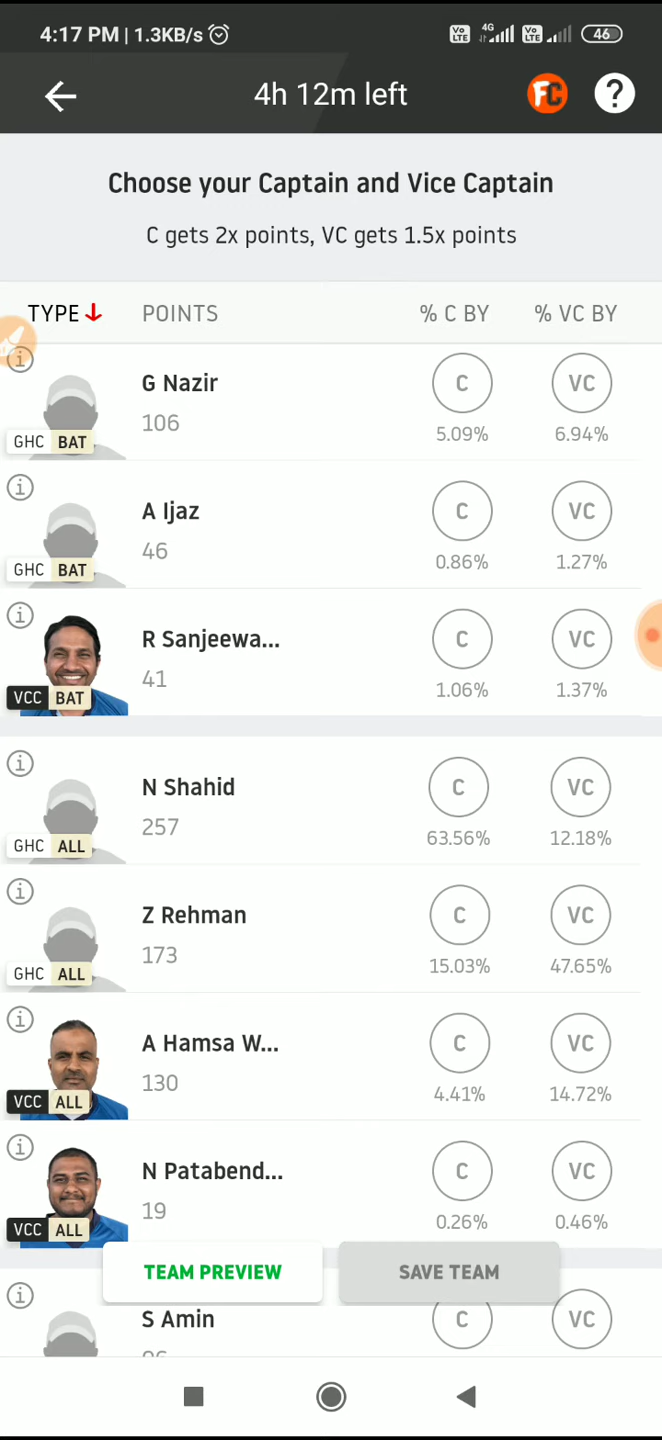 4:17 PM | 1.3KB/s
Vo LTE 4G Vo LTE 46
4h 12m left
FC ?
Choose your Captain and Vice Captain
C gets 2x points, VC gets 1.5x points
TYPE POINTS % C BY % VC BY
G Nazir
106
C VC
GHC BAT
5.09% 6.94%
A Ijaz
46
C VC
GHC BAT
0.86% 1.27%
R Sanjeewa...
41
C VC
VCC BAT
1.06% 1.37%
N Shahid
257
C VC
GHC ALL
63.56% 12.18%
Z Rehman
173
C VC
GHC ALL
15.03% 47.65%
A Hamsa W...
130
C VC
VCC ALL
4.41% 14.72%
N Patabend...
19
C VC
VCC ALL
0.26% 0.46%
TEAM PREVIEW SAVE TEAM
S Amin
C VC